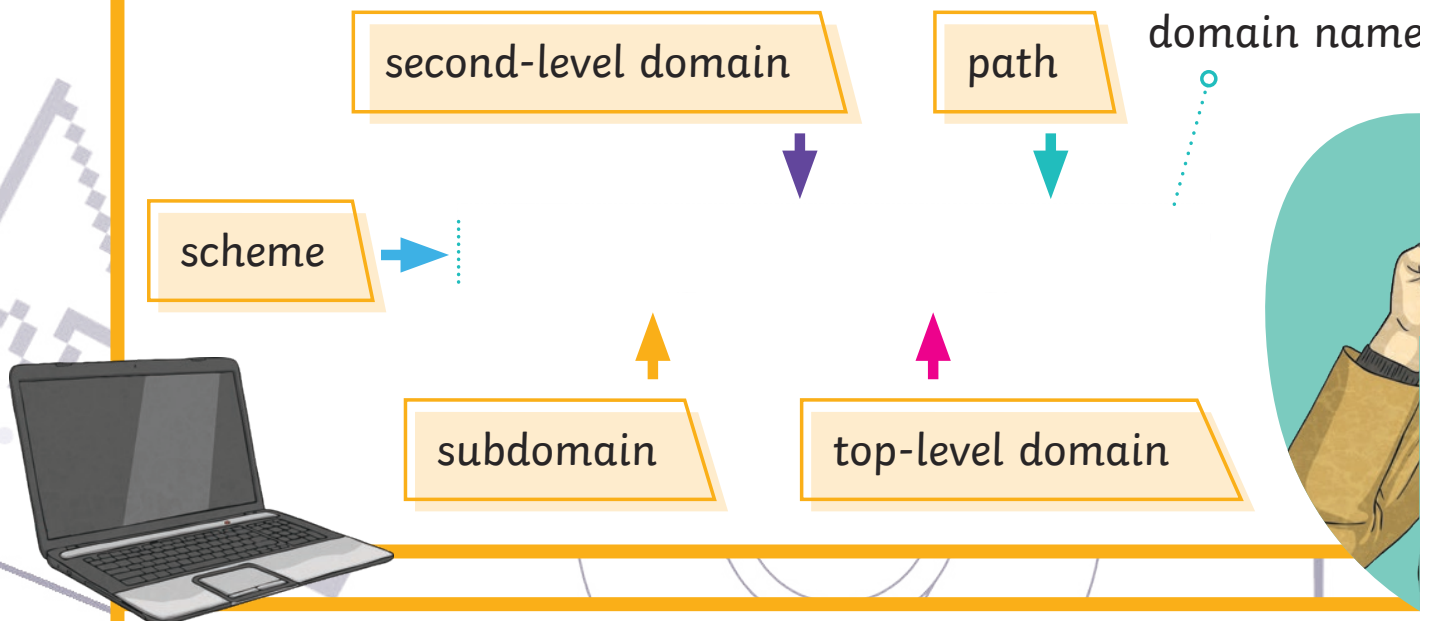 domain name
second-level domain
path
scheme
subdomain
top-level domain